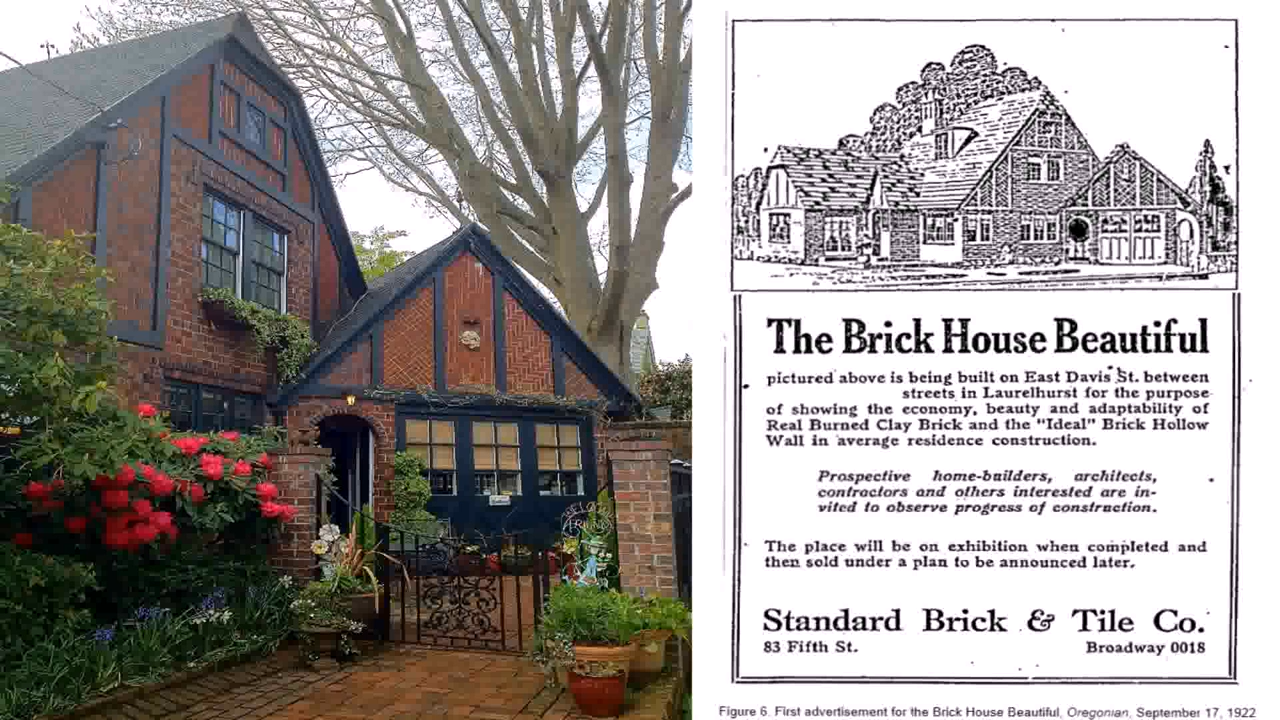 WELCOME
FRIENDS
The Brick House Beautiful
pictured above is being built on East Davis St. between
streets in Laurelhurst for the purpose
of showing the economy, beauty and adaptability of
Real Burned Clay Brick and the "Ideal" Brick Hollow
Wall in average residence construction.
Prospective home-builders, architects,
contractors and others interested are in-
vited to observe progress of construction.
The place will be on exhibition when completed and
then sold under a plan to be announced later.
Standard Brick & Tile Co.
83 Fifth St. Broadway 0018
Figure 6. First advertisement for the Brick House Beautiful, Oregonian, September 17, 1922